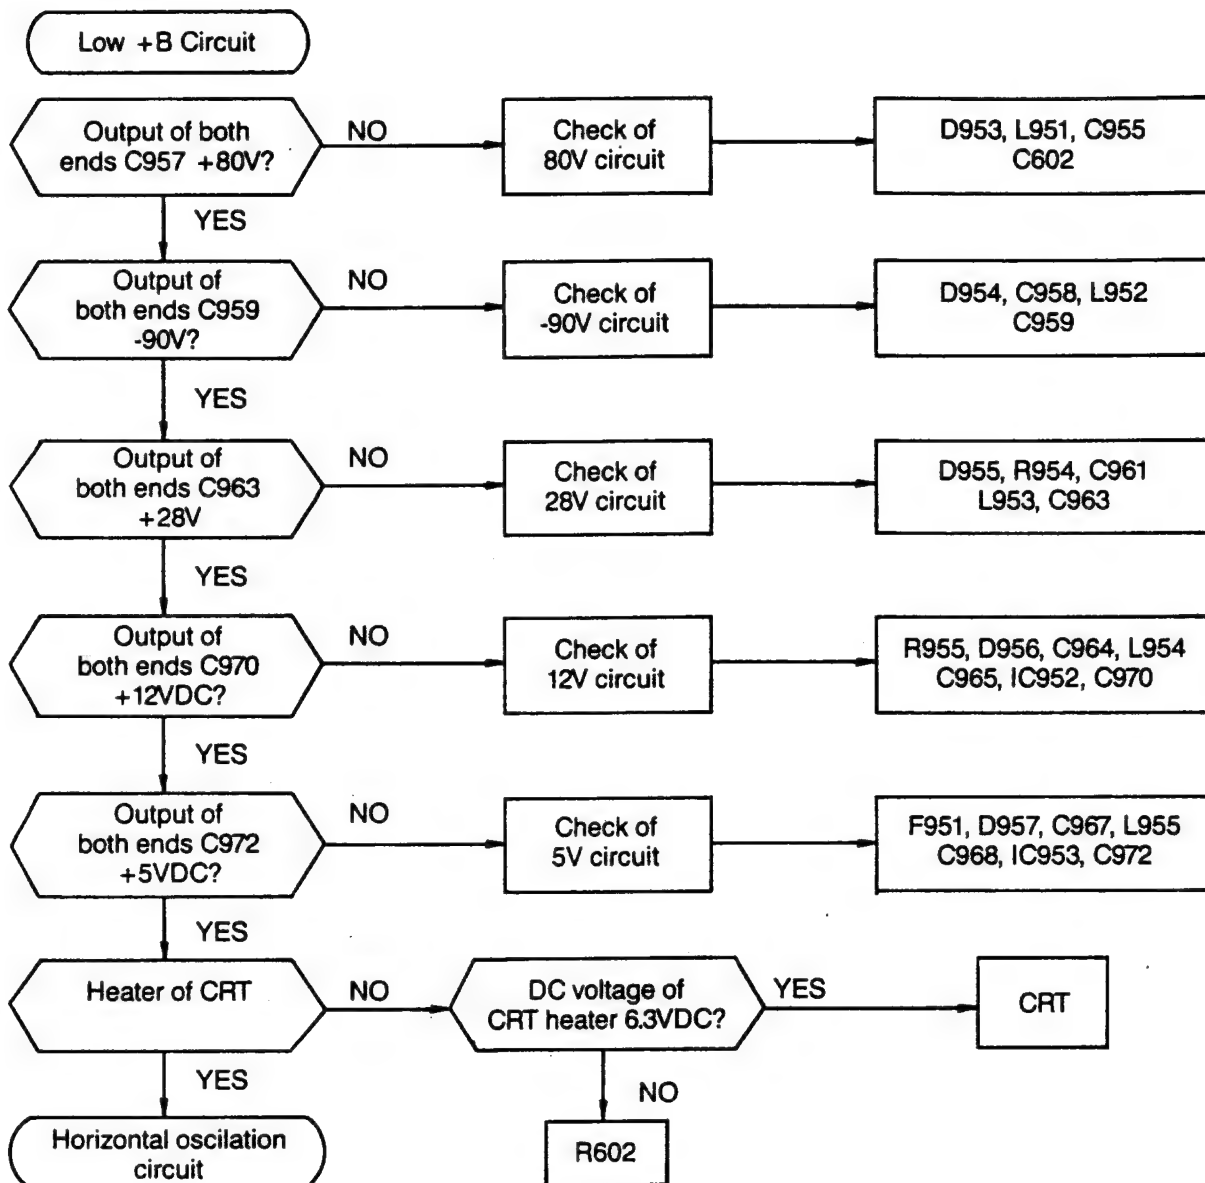 Low +B Circuit
Output of both
ends C957 +80V?
NO
Check of
80V circuit
D953, L951, C955
C602
YES
Output of
both ends C959
-90V?
NO
Check of
-90V circuit
D954, C958, L952
C959
YES
Output of
both ends C963
+28V
NO
Check of
28V circuit
D955, R954, C961
L953, C963
YES
Output of
both ends C970
+12VDC?
NO
Check of
12V circuit
R955, D956, C964, L954
C965, IC952, C970
YES
Output of
both ends C972
+5VDC?
NO
Check of
5V circuit
F951, D957, C967, L955
C968, IC953, C972
YES
Heater of CRT
NO
DC voltage of
CRT heater 6.3VDC?
YES
CRT
YES
NO
Horizontal oscilation
circuit
R602